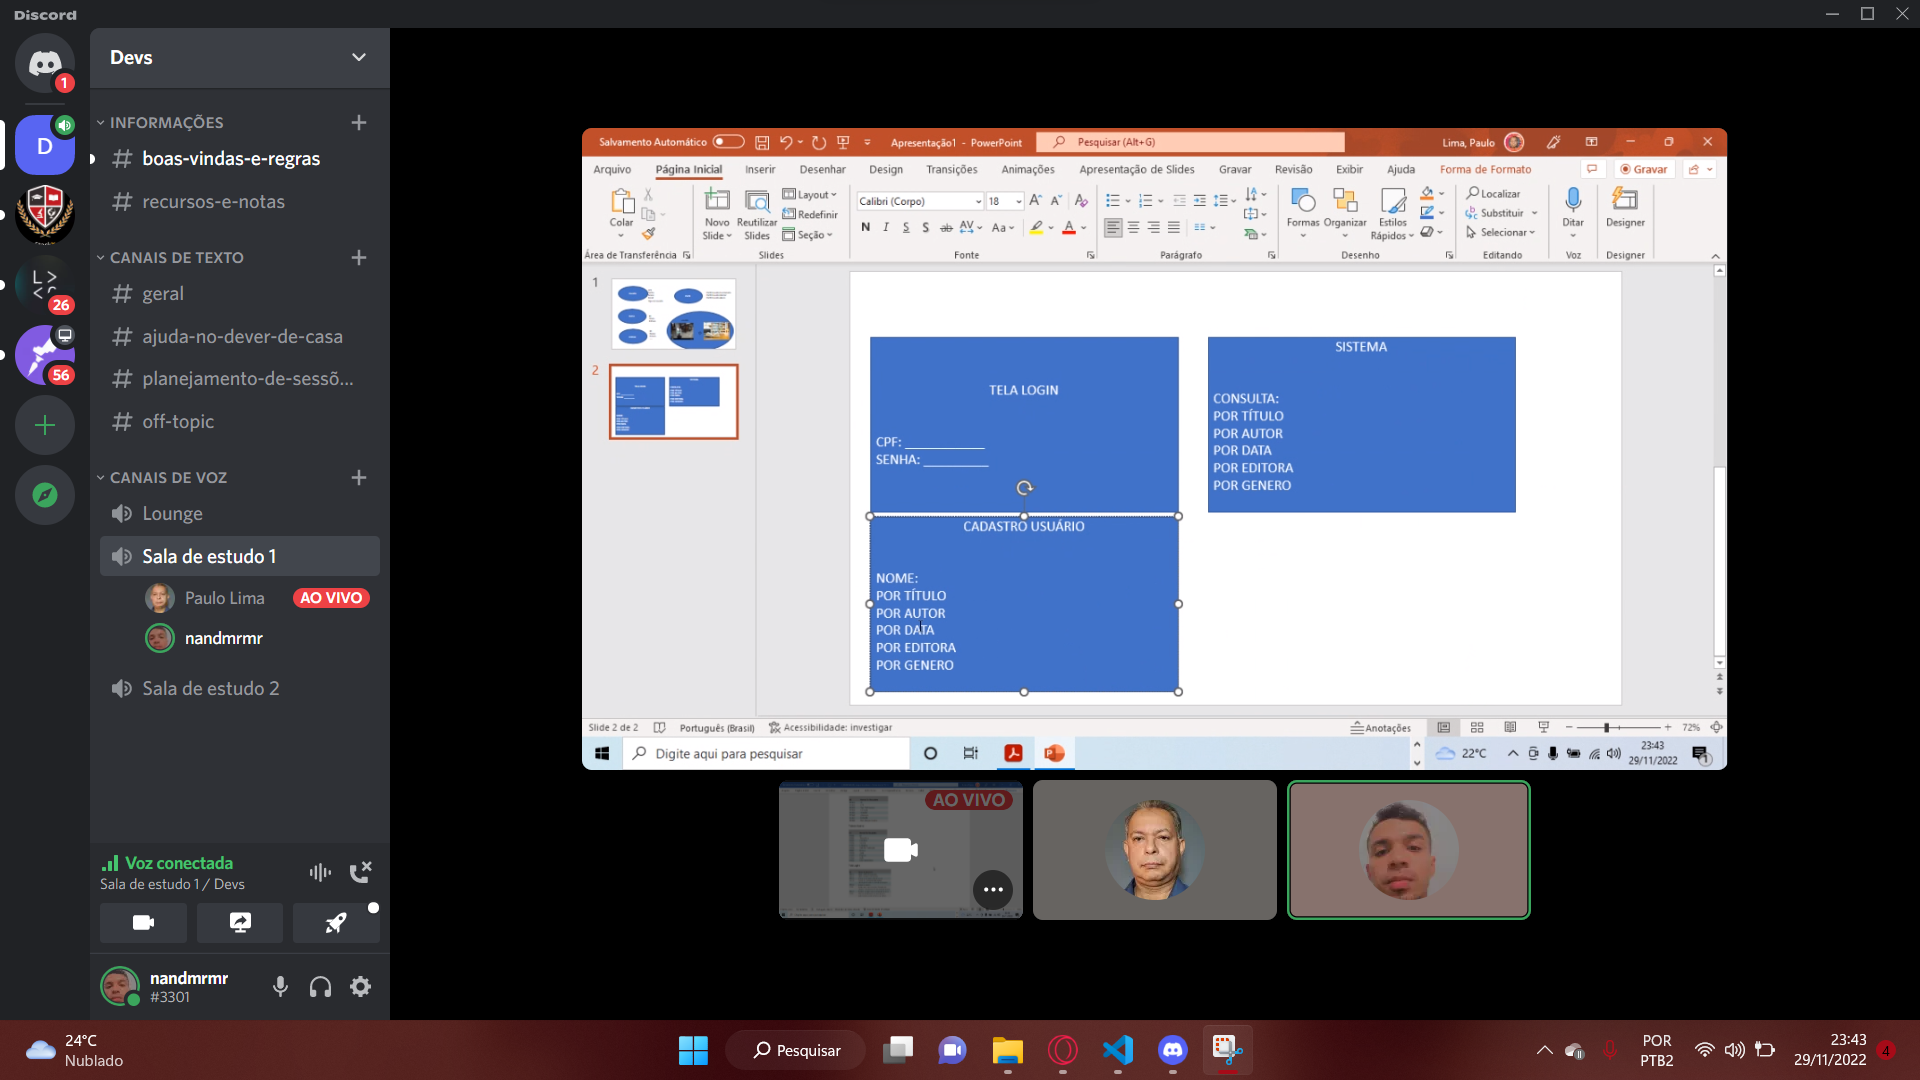 Discord
Devs
1
D
26
56
INFORMAÇÕES
boas-vindas-e-regras
recursos-e-notas
CANAIS DE TEXTO
geral
ajuda-no-dever-de-casa
planejamento-de-sessõ...
off-topic
CANAIS DE VOZ
Lounge
Sala de estudo 1
Paulo Lima AO VIVO
nandmrmr
Sala de estudo 2
Voz conectada
Sala de estudo 1 / Devs
nandmrmr
#3301
Salvamento Automático Apresentação1 - PowerPoint Pesquisar (Alt+G) Lima, Paulo
Arquivo Página Inicial Inserir Desenhar Design Transições Animações Apresentação de Slides Gravar Revisão Exibir Ajuda Forma de Formato Gravar
Colar
Novo Slide
Reutilizar Slides
Layout
Redefinir
Seção
Calibri (Corpo) 18
N I S S ab AV Aa A
Formas Organizar Estilos Rápidos
Localizar
Substituir
Selecionar
Ditar
Designer
Área de Transferência Slides Fonte Parágrafo Desenho Editando Voz Designer
1
2
TELA LOGIN
CPF: ____________
SENHA: __________
SISTEMA
CONSULTA:
POR TÍTULO
POR AUTOR
POR DATA
POR EDITORA
POR GENERO
CADASTRO USUÁRIO
NOME:
POR TÍTULO
POR AUTOR
POR DATA
POR EDITORA
POR GENERO
Slide 2 de 2 Português (Brasil) Acessibilidade: investigar Anotações 72%
Digite aqui para pesquisar 22°C 23:43
29/11/2022
1
AO VIVO
24°C
Nublado
Pesquisar
POR
PTB2
23:43
29/11/2022
4